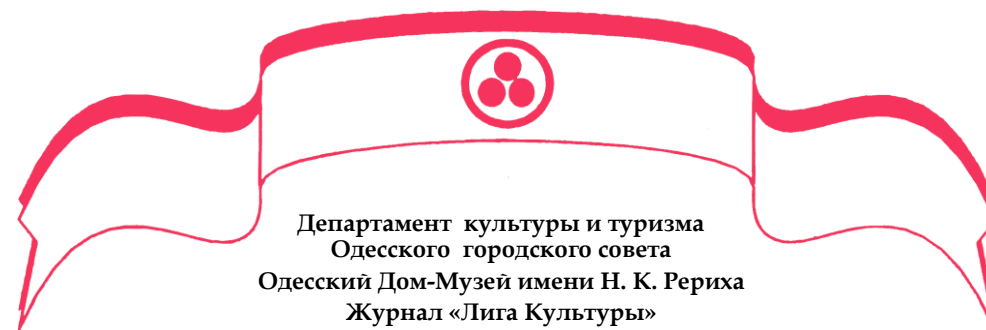 Департамент культуры и туризма
Одесского городского совета
Одесский Дом-Музей имени Н. К. Рериха
Журнал «Лига Культуры»